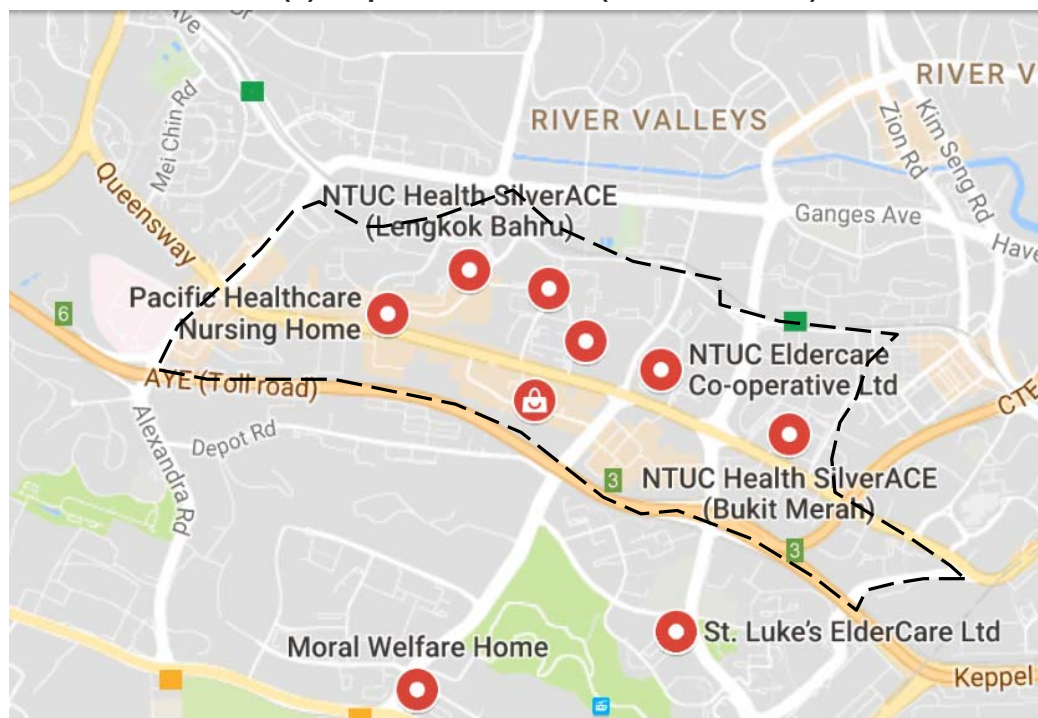 Ave
Mei Chin Rd
Queensway
RIVER VALLEYS
RIVER V
Zion Rd
Kim Seng Rd
Ganges Ave
Have
NTUC Health SilverACE
(Lengkok Bahru)
Pacific Healthcare
Nursing Home
6
AYE (Toll road)
NTUC Eldercare
Co-operative Ltd
CTE
Alexandra Rd
Depot Rd
3
NTUC Health SilverACE
(Bukit Merah)
3
Moral Welfare Home
St. Luke's ElderCare Ltd
Keppel